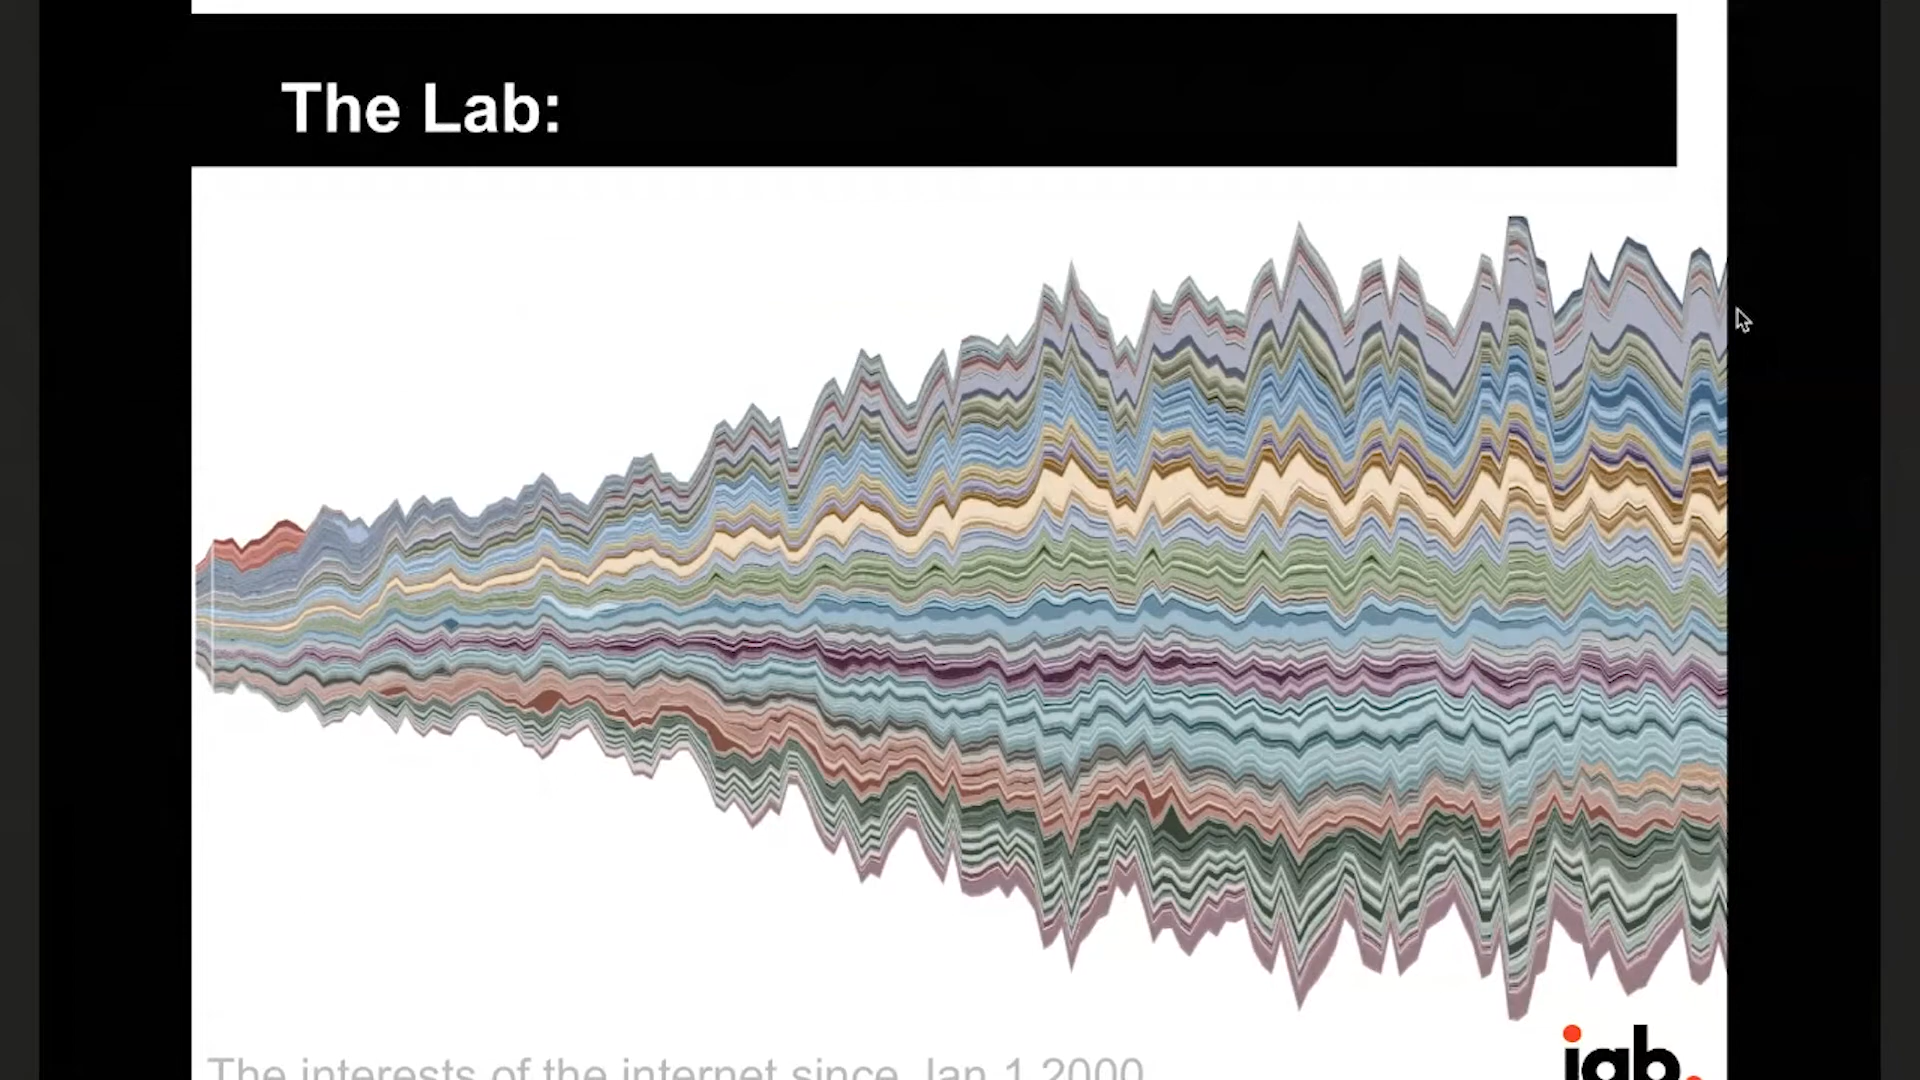 The Lab:
The interests of the internet since Jan 1 2000
iab.